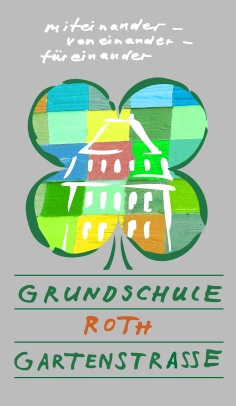 miteinander –
voneinander –
füreinander
GRUNDSCHULE
ROTH
GARTENSTRASSE